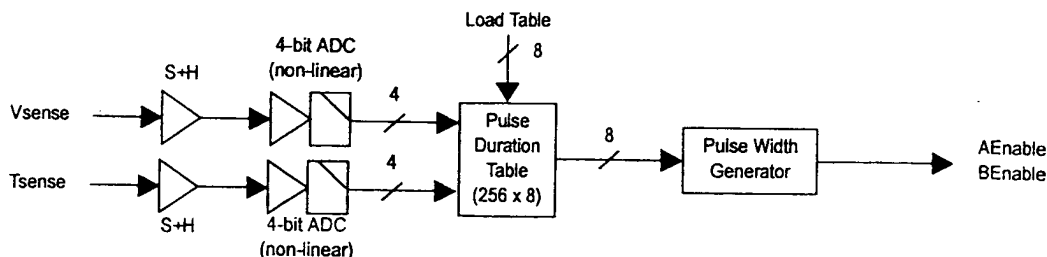 Load Table
8
4-bit ADC
(non-linear)
S+H
4
Vsense
Pulse
Duration
Table
(256 x 8)
8
Pulse Width
Generator
AEnable
BEnable
Tsense
4
S+H
4-bit ADC
(non-linear)